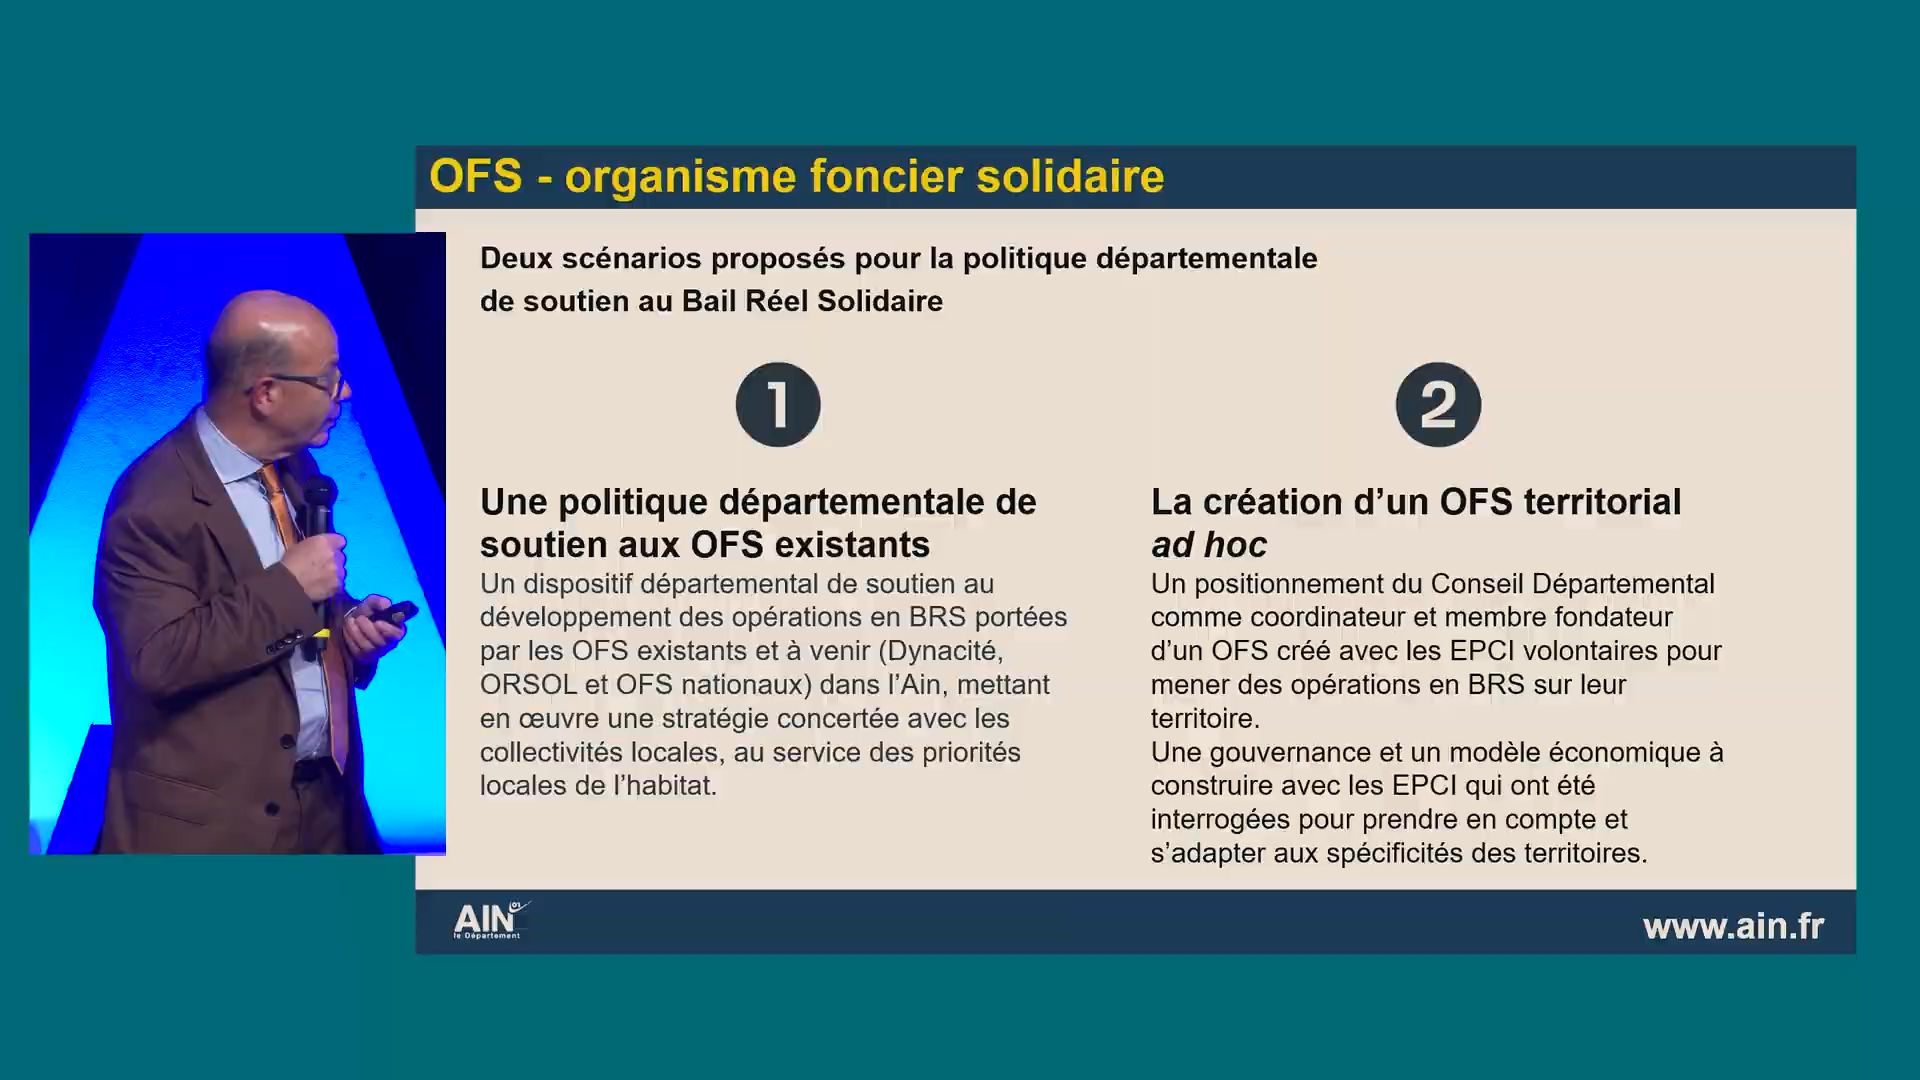 OFS - organisme foncier solidaire
Deux scénarios proposés pour la politique départementale
de soutien au Bail Réel Solidaire
1
Une politique départementale de
soutien aux OFS existants
Un dispositif départemental de soutien au
développement des opérations en BRS portées
par les OFS existants et à venir (Dynacité,
ORSOL et OFS nationaux) dans l’Ain, mettant
en œuvre une stratégie concertée avec les
collectivités locales, au service des priorités
locales de l’habitat.
2
La création d’un OFS territorial
ad hoc
Un positionnement du Conseil Départemental
comme coordinateur et membre fondateur
d’un OFS créé avec les EPCI volontaires pour
mener des opérations en BRS sur leur
territoire.
Une gouvernance et un modèle économique à
construire avec les EPCI qui ont été
interrogées pour prendre en compte et
s’adapter aux spécificités des territoires.
AIN 01
le Département
www.ain.fr